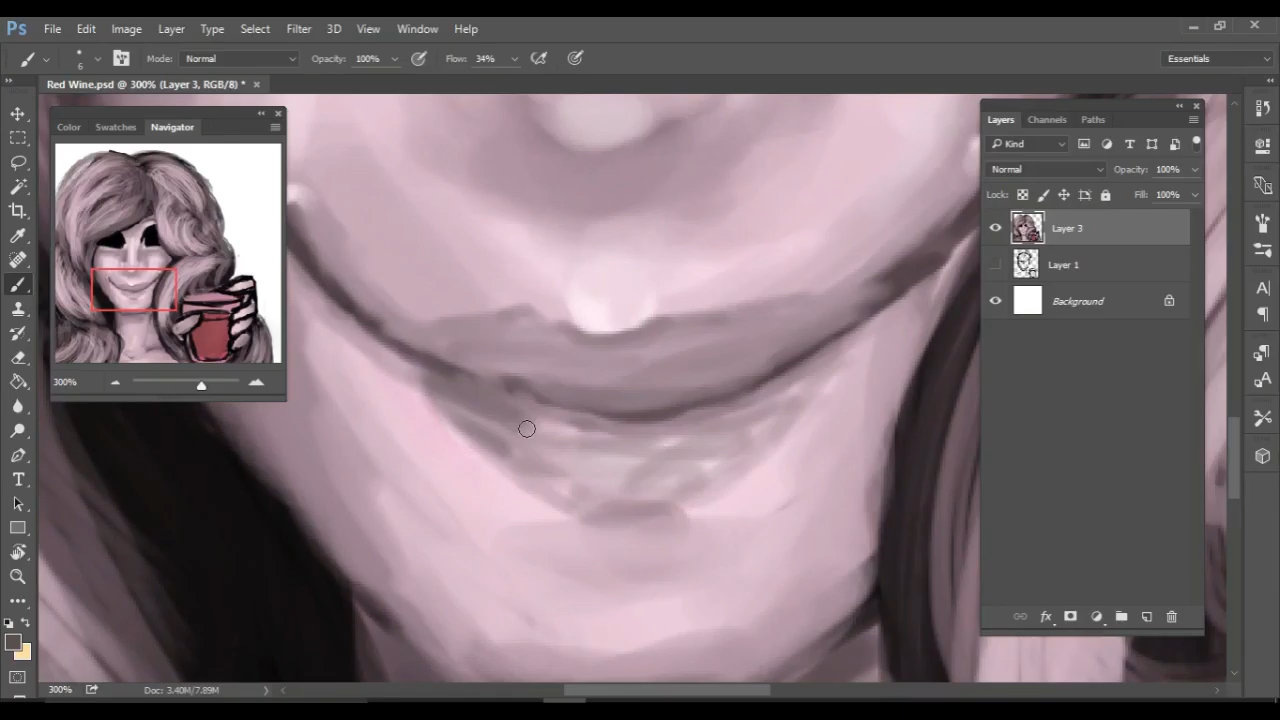 Ps File Edit Image Layer Type Select Filter 3D View Window Help
6 Mode: Normal Opacity: 100% Flow: 34% Essentials
Red Wine.psd @ 300% (Layer 3, RGB/8) *
Color Swatches Navigator
300%
Layers Channels Paths
Kind
Normal Opacity: 100%
Lock: Fill: 100%
Layer 3
Layer 1
Background
fx
300% Doc: 3.40M/7.89M